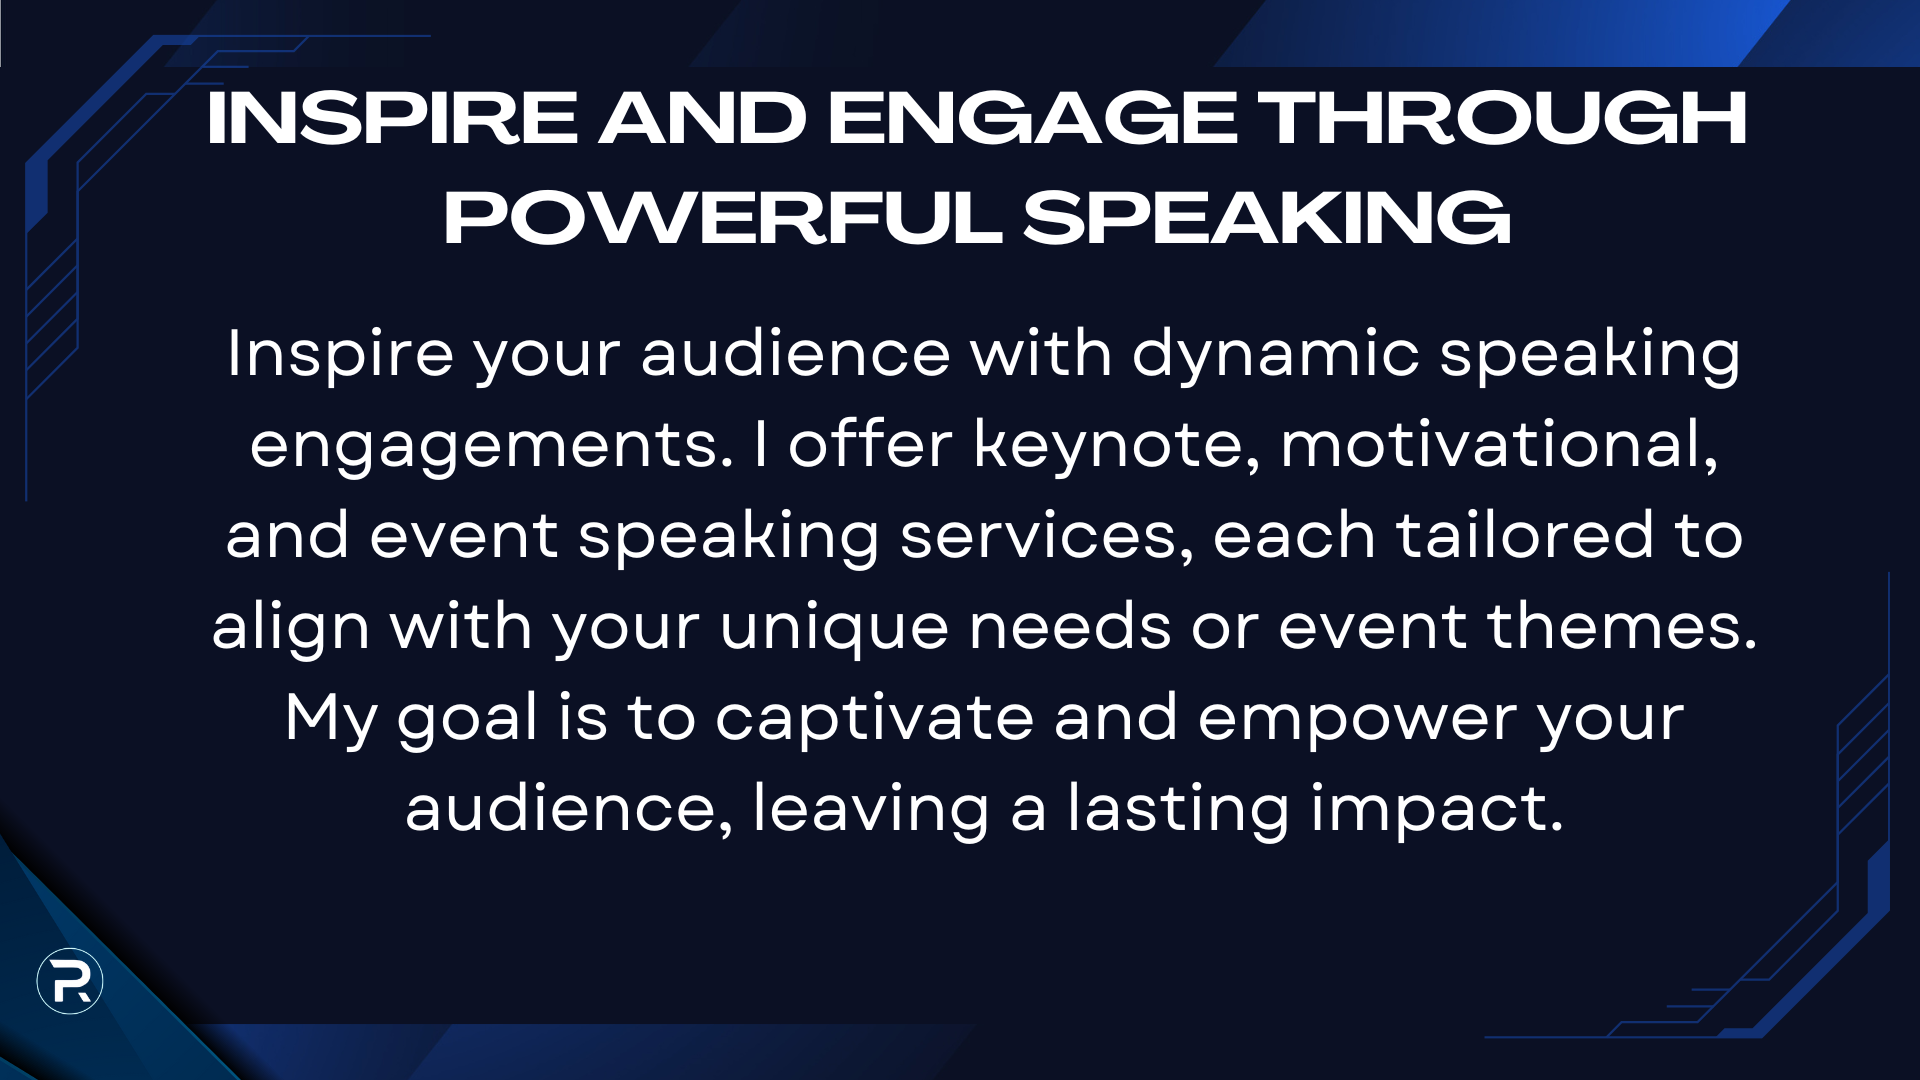 INSPIRE AND ENGAGE THROUGH
POWERFUL SPEAKING
Inspire your audience with dynamic speaking
engagements. I offer keynote, motivational,
and event speaking services, each tailored to
align with your unique needs or event themes.
My goal is to captivate and empower your
audience, leaving a lasting impact.
R